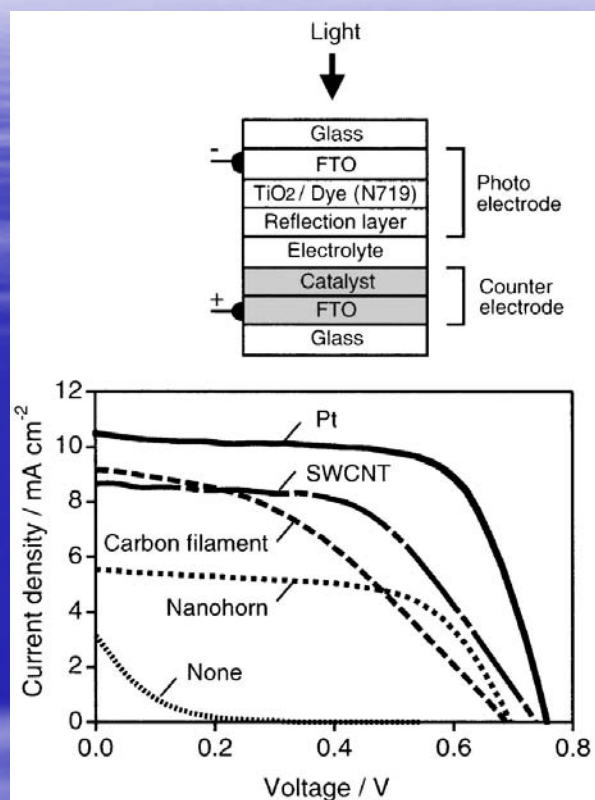 Light
Glass
-
FTO
TiO2 / Dye (N719)
Reflection layer
Photo
electrode
Electrolyte
Catalyst
+
FTO
Counter
electrode
Glass
12
10
8
6
4
2
0
Current density / mA cm⁻²
Pt
SWCNT
Carbon filament
Nanohorn
None
0.0
0.2
0.4
0.6
0.8
Voltage / V